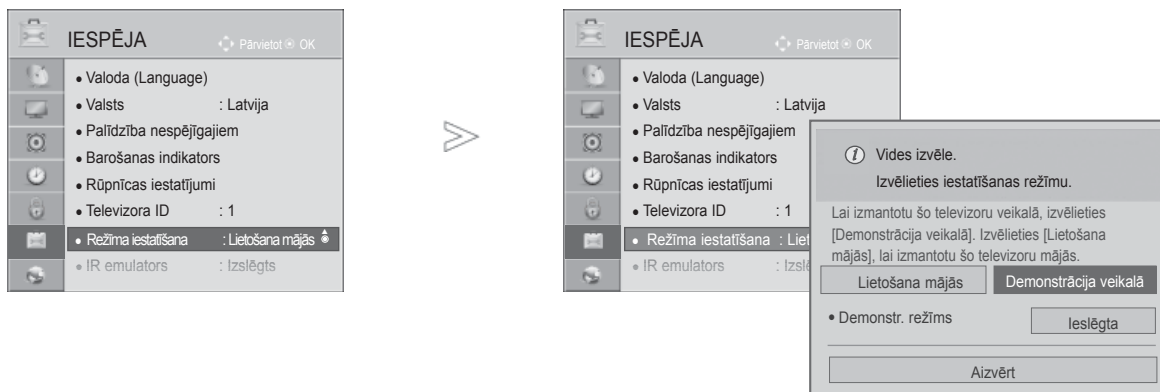 IESPĒJA
Pārvietot OK
• Valoda (Language)
• Valsts : Latvija
• Palīdzība nespējīgajiem
• Barošanas indikators
• Rūpnīcas iestatījumi
• Televizora ID : 1
• Režīma iestatīšana : Lietošana mājās
• IR emulators : Izslēgts
IESPĒJA
Pārvietot OK
• Valoda (Language)
• Valsts : Latvija
• Palīdzība nespējīgajiem
• Barošanas indikators
• Rūpnīcas iestatījumi
• Televizora ID : 1
• Režīma iestatīšana : Liet
• IR emulators : Izslē
Vides izvēle.
Izvēlieties iestatīšanas režīmu.
Lai izmantotu šo televizoru veikalā, izvēlieties
[Demonstrācija veikalā]. Izvēlieties [Lietošana
mājās], lai izmantotu šo televizoru mājās.
Lietošana mājās Demonstrācija veikalā
• Demonstr. režīms Ieslēgta
Aizvērt